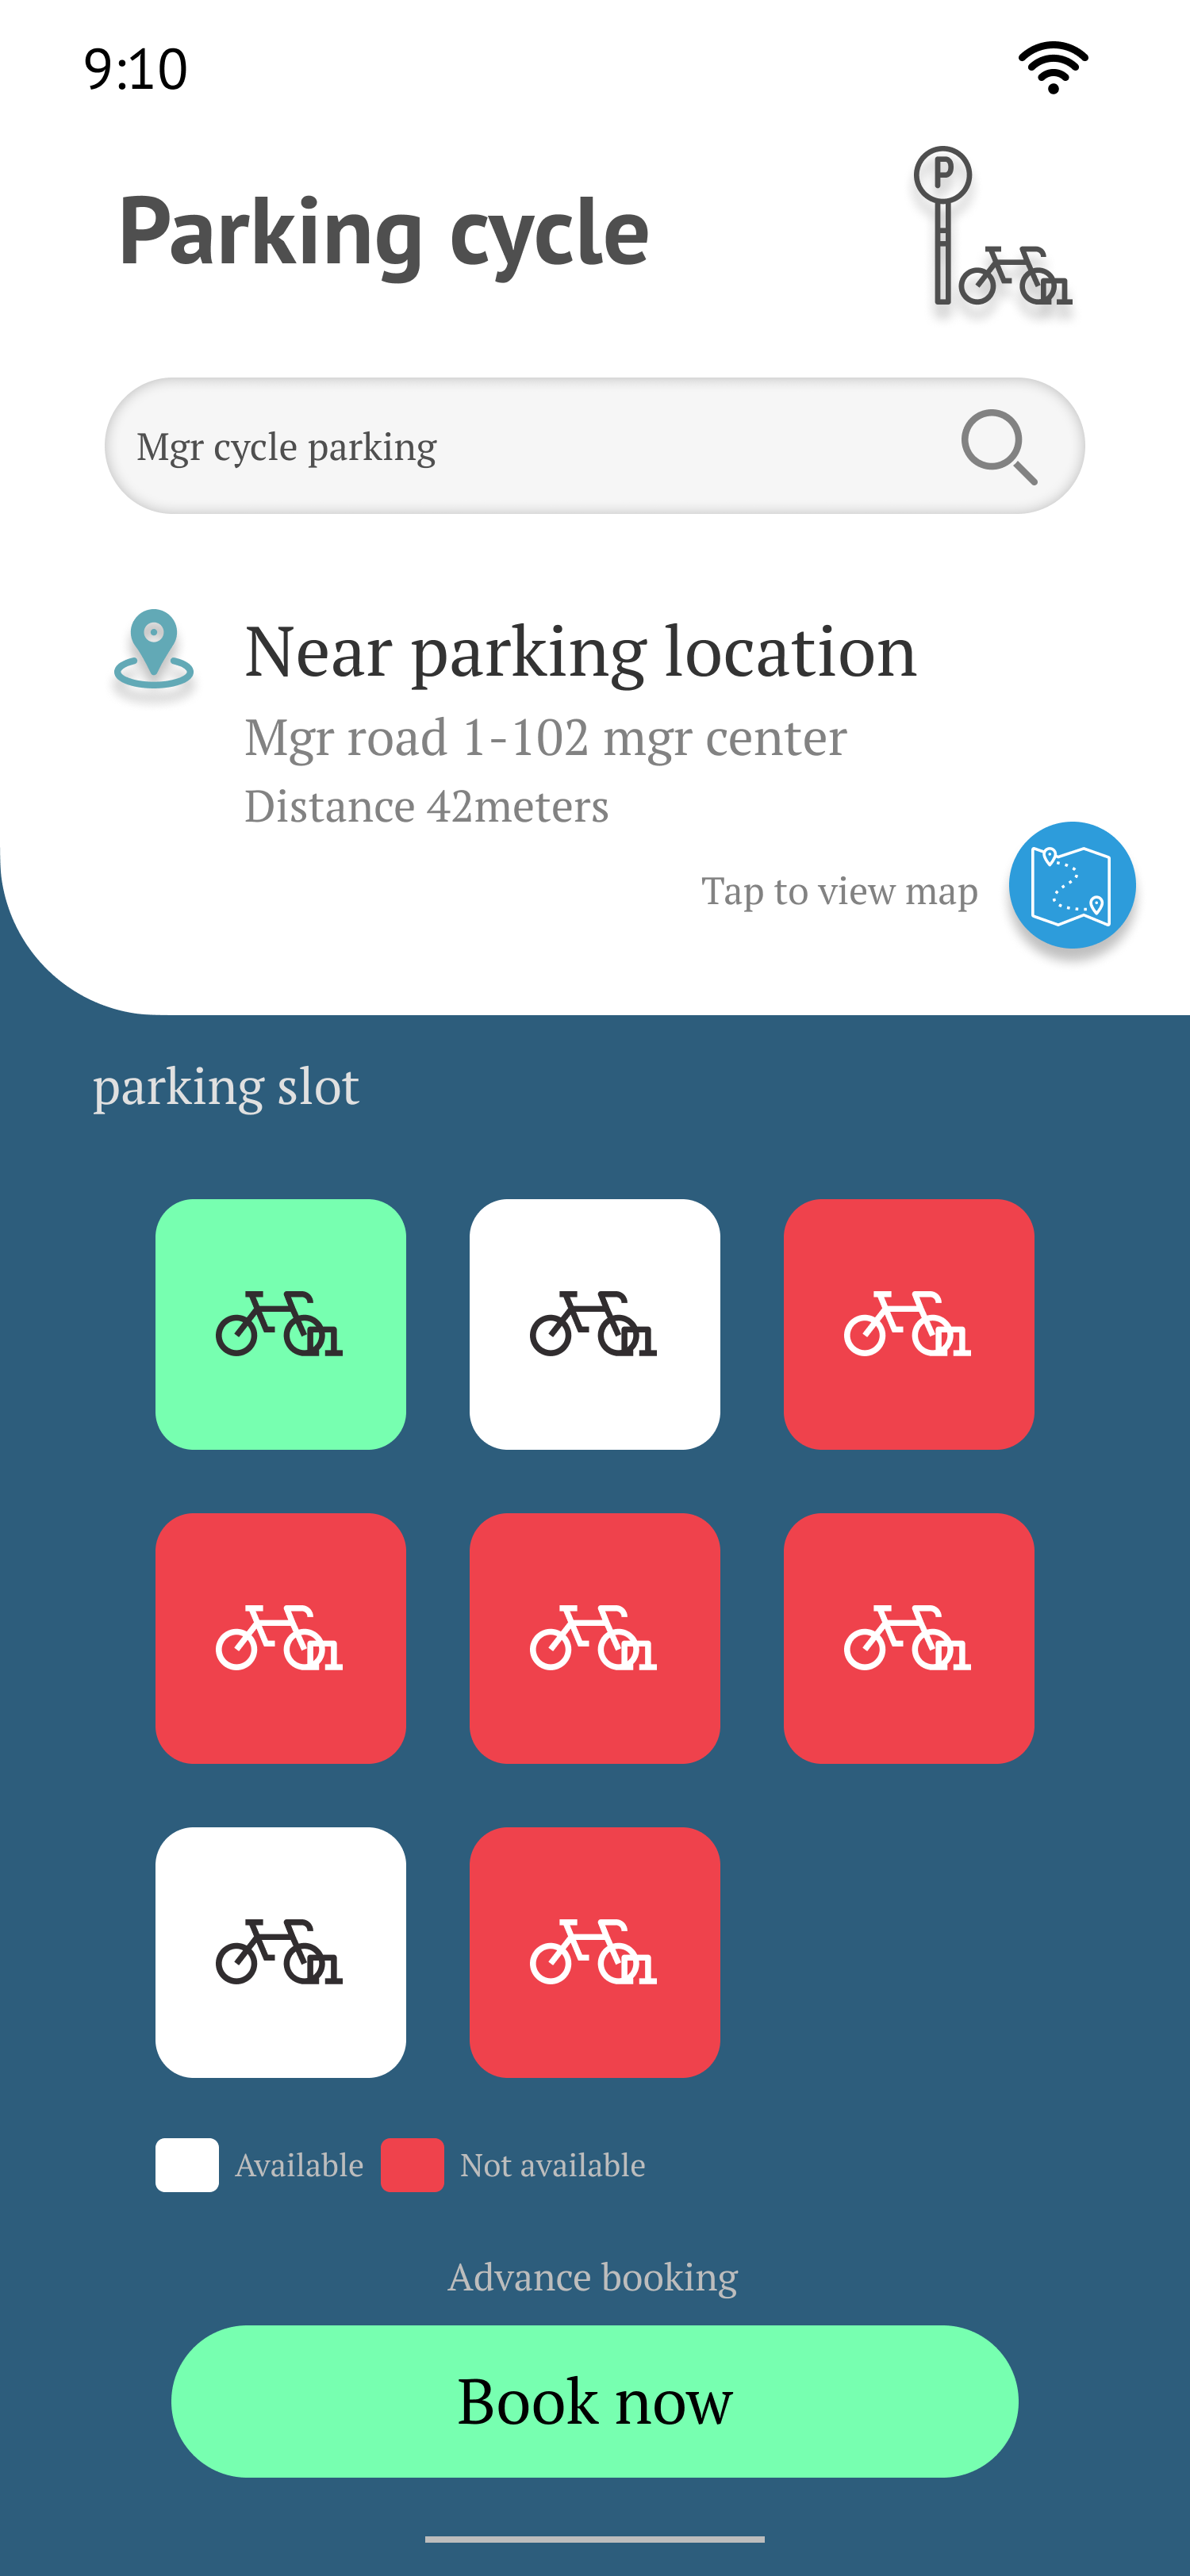 9:10
P
Parking cycle
Mgr cycle parking
Near parking location
Mgr road 1-102 mgr center
Distance 42meters
Tap to view map
parking slot
Available Not available
Advance booking
Book now